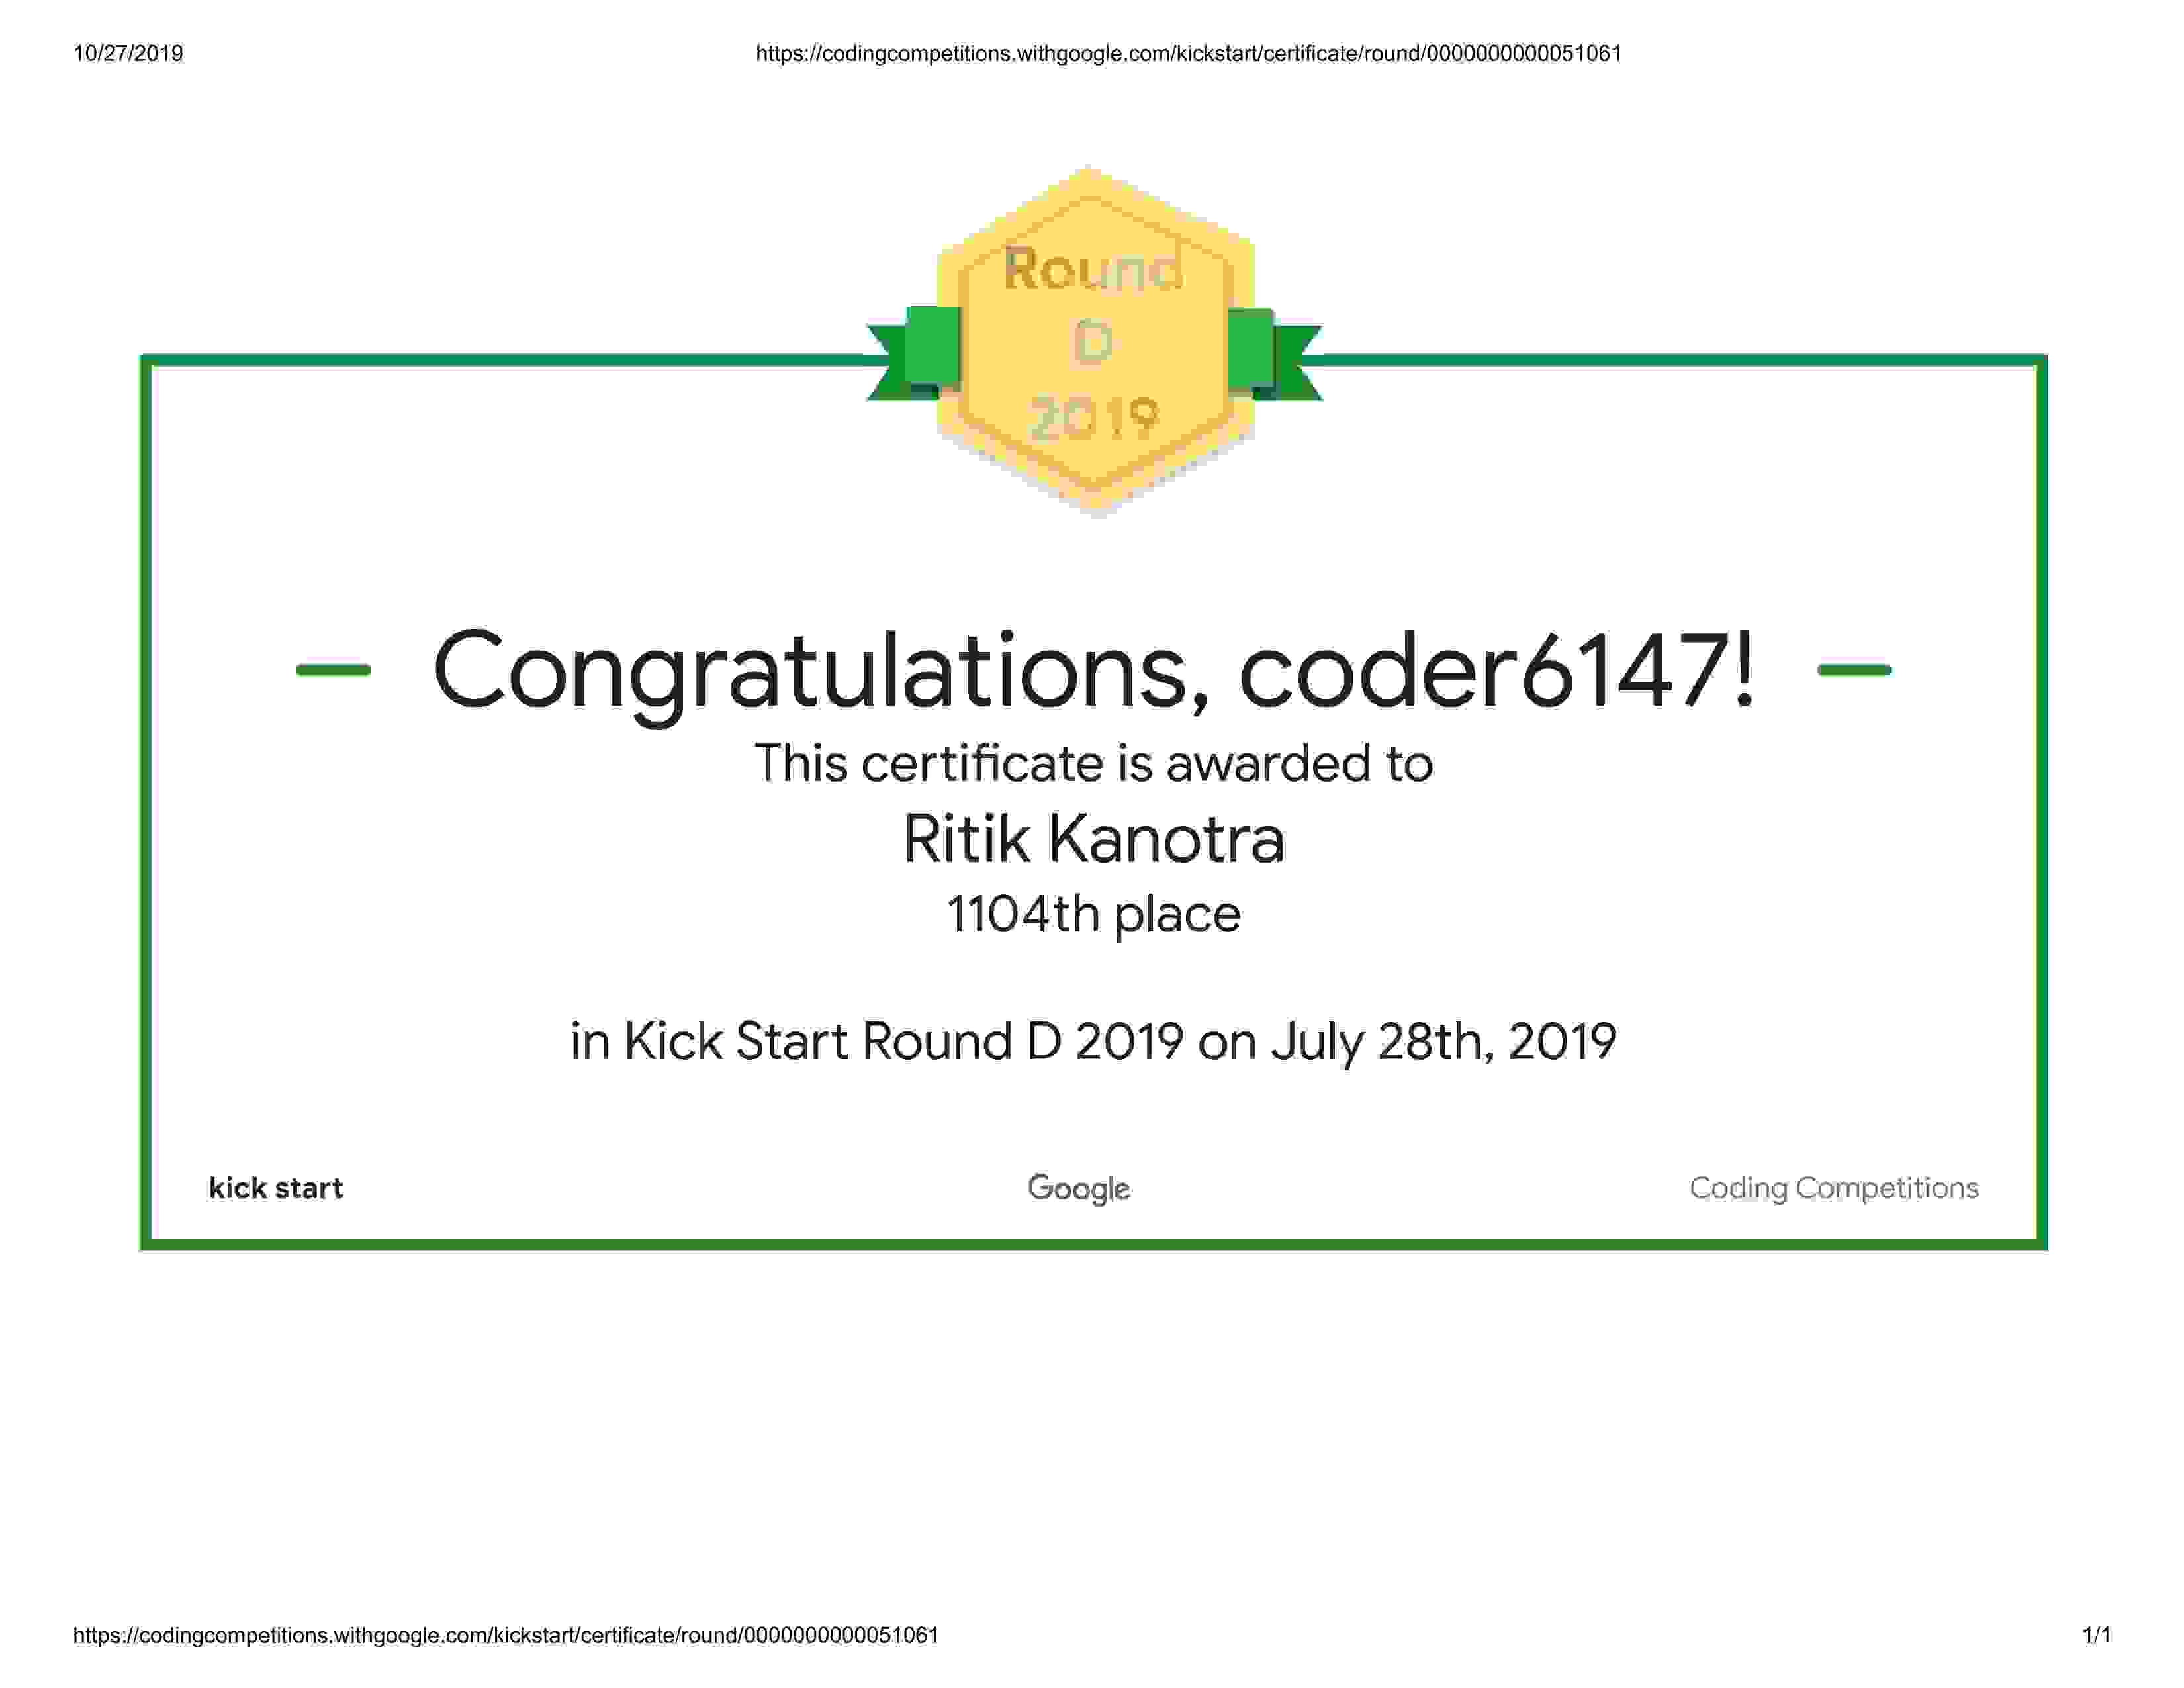 10/27/2019 https://codingcompetitions.withgoogle.com/kickstart/certificate/round/0000000000051061
Round
D
2019
Congratulations, coder6147!
This certificate is awarded to
Ritik Kanotra
1104th place
in Kick Start Round D 2019 on July 28th, 2019
kick start Google Coding Competitions
https://codingcompetitions.withgoogle.com/kickstart/certificate/round/0000000000051061 1/1